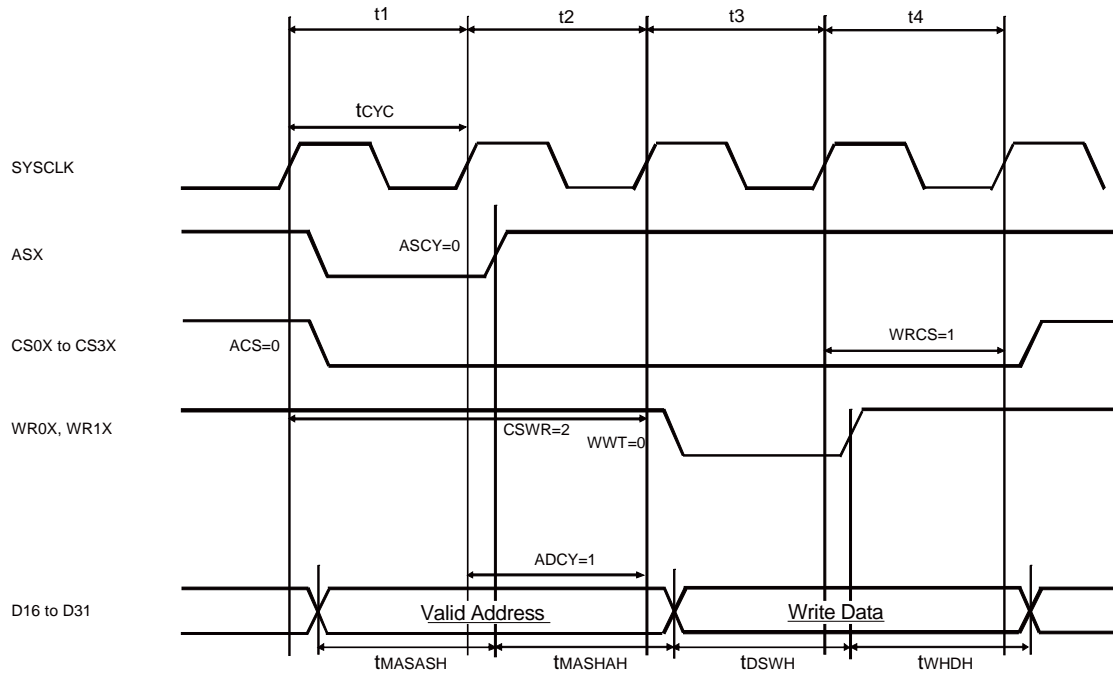 t1 t2 t3 t4
tCYC
SYSCLK
ASX
ASCY=0
CS0X to CS3X
ACS=0
WRCS=1
WR0X, WR1X
CSWR=2
WWT=0
ADCY=1
D16 to D31
Valid Address
Write Data
tMASASH tMASHAH tDSWH tWHDH